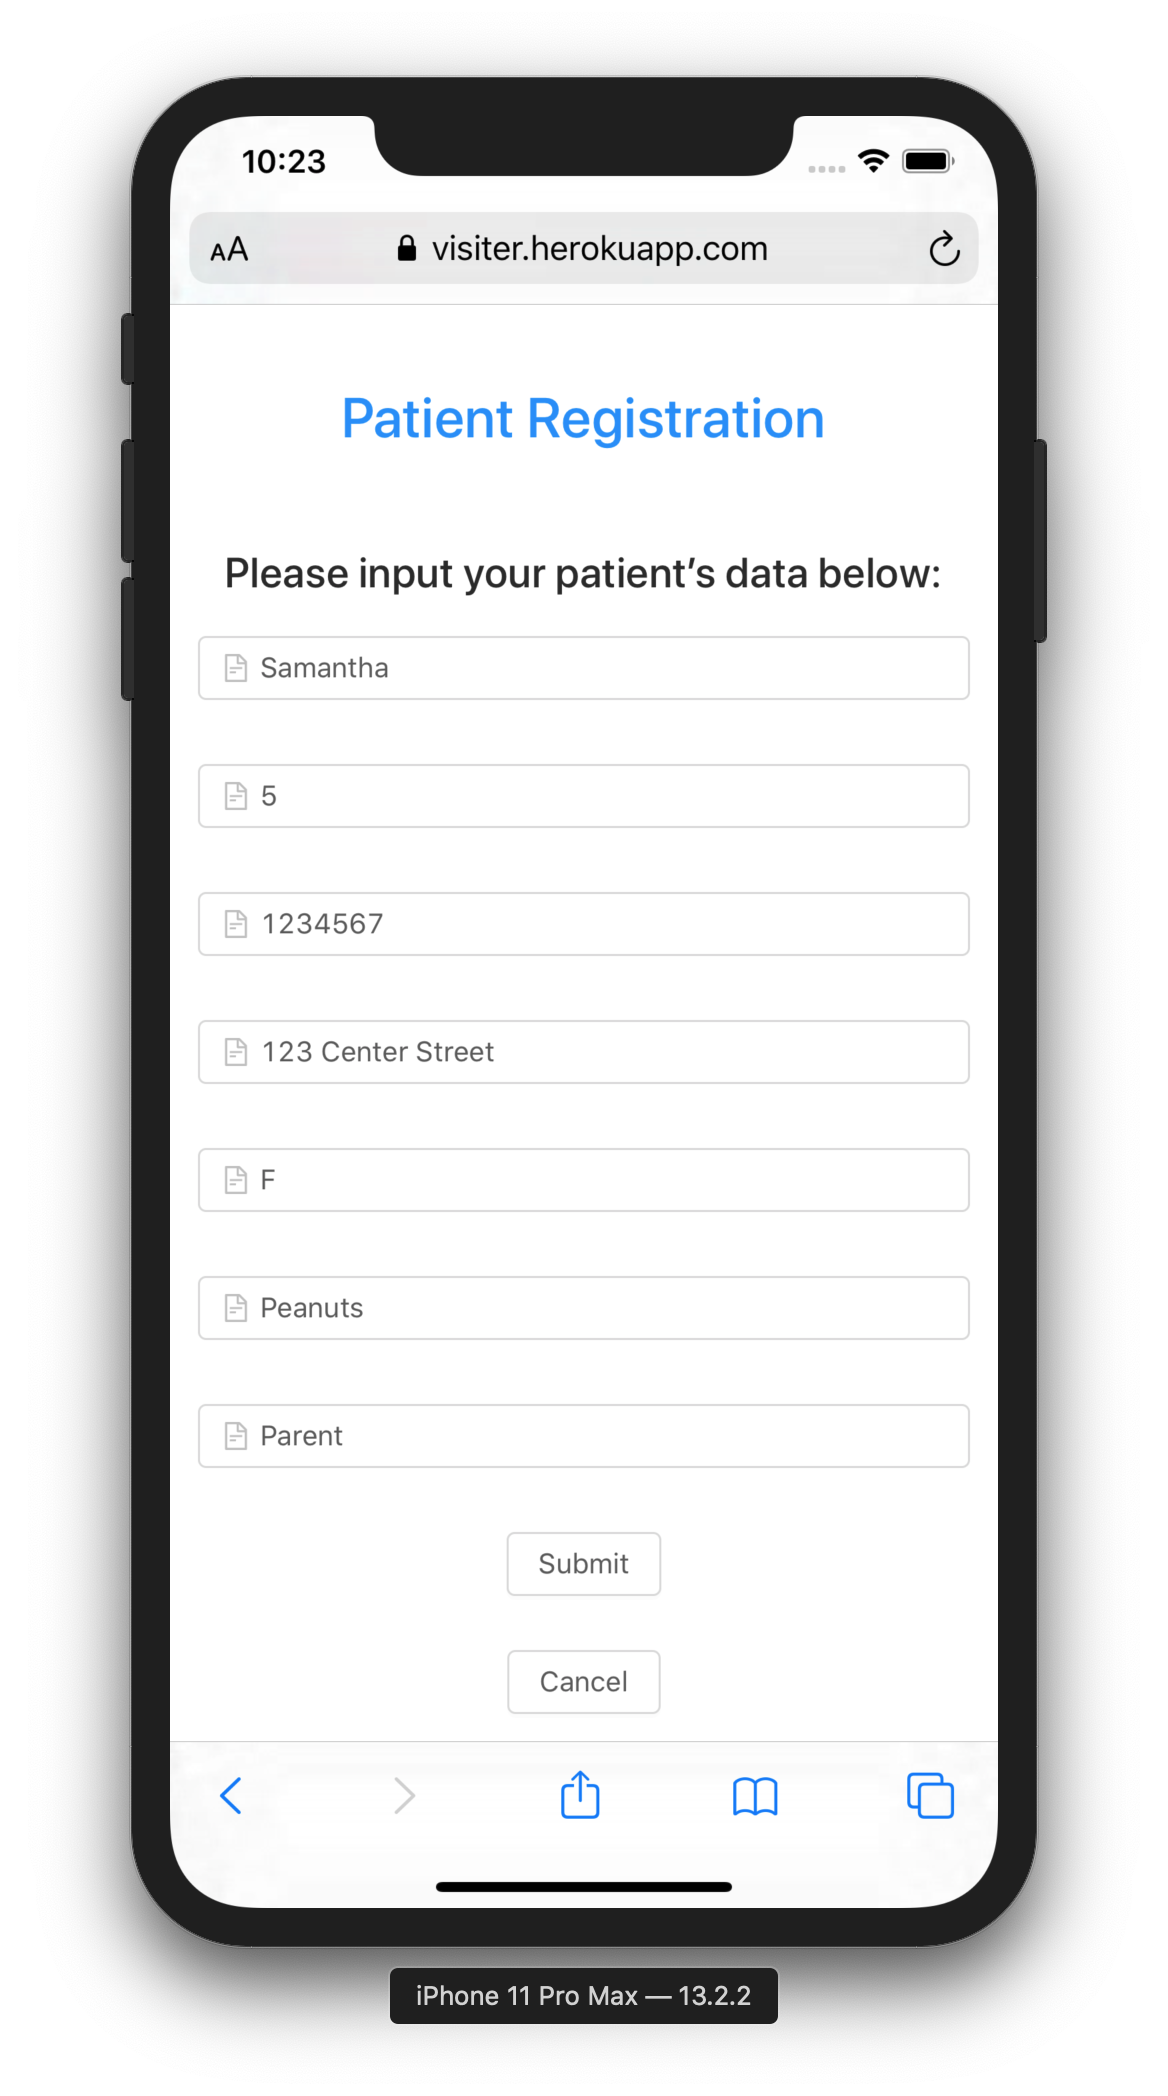 10:23
AA visiter.herokuapp.com
Patient Registration
Please input your patient’s data below:
Samantha
5
1234567
123 Center Street
F
Peanuts
Parent
Submit
Cancel
iPhone 11 Pro Max — 13.2.2